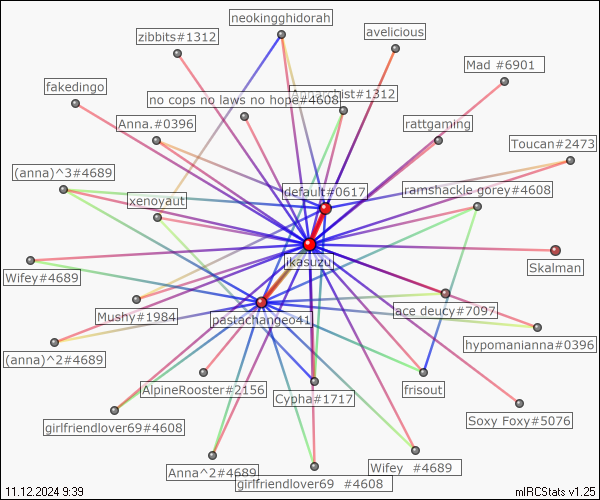 neokingghidorah
zibbits#1312
avelicious
Mad #6901
fakedingo
no cops no laws no hope#4608
Annarchist#1312
Anna.#0396
rattgaming
Toucan#2473
(anna)^3#4689
default#0617
ramshackle gorey#4608
xenoyaut
ikasuzu
Skalman
Wifey#4689
Mushy#1984
pastachange041
ace deucy#7097
hypomanianna#0396
(anna)^2#4689
AlpineRooster#2156
Cypha#1717
frisout
girlfriendlover69#4608
Soxy Foxy#5076
Anna^2#4689
girlfriendlover69 #4608
Wifey #4689
11.12.2024 9:39
mIRCStats v1.25